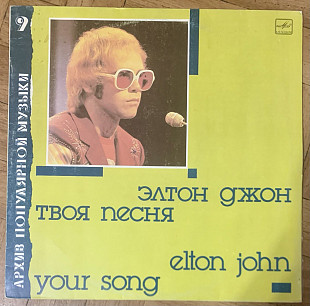 9
АРХИВ ПОПУЛЯРНОЙ МУЗЫКИ
элтон джон
твоя песня
elton john
your song